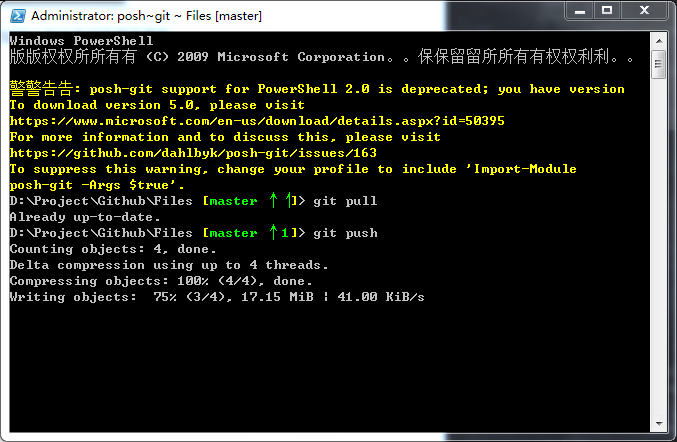 Administrator: posh~git ~ Files [master]
Windows PowerShell
版版权权所所有有 (C) 2009 Microsoft Corporation。。保保留留所所有有权权利利。。
警警告告: posh-git support for PowerShell 2.0 is deprecated; you have version
To download version 5.0, please visit
https://www.microsoft.com/en-us/download/details.aspx?id=50395
For more information and to discuss this, please visit
https://github.com/dahlbyk/posh-git/issues/163
To suppress this warning, change your profile to include 'Import-Module
posh-git -Args $true'.
D:\Project\Github\Files [master ↑ ↑]> git pull
Already up-to-date.
D:\Project\Github\Files [master ↑1]> git push
Counting objects: 4, done.
Delta compression using up to 4 threads.
Compressing objects: 100% (4/4), done.
Writing objects:  75% (3/4), 17.15 MiB | 41.00 KiB/s